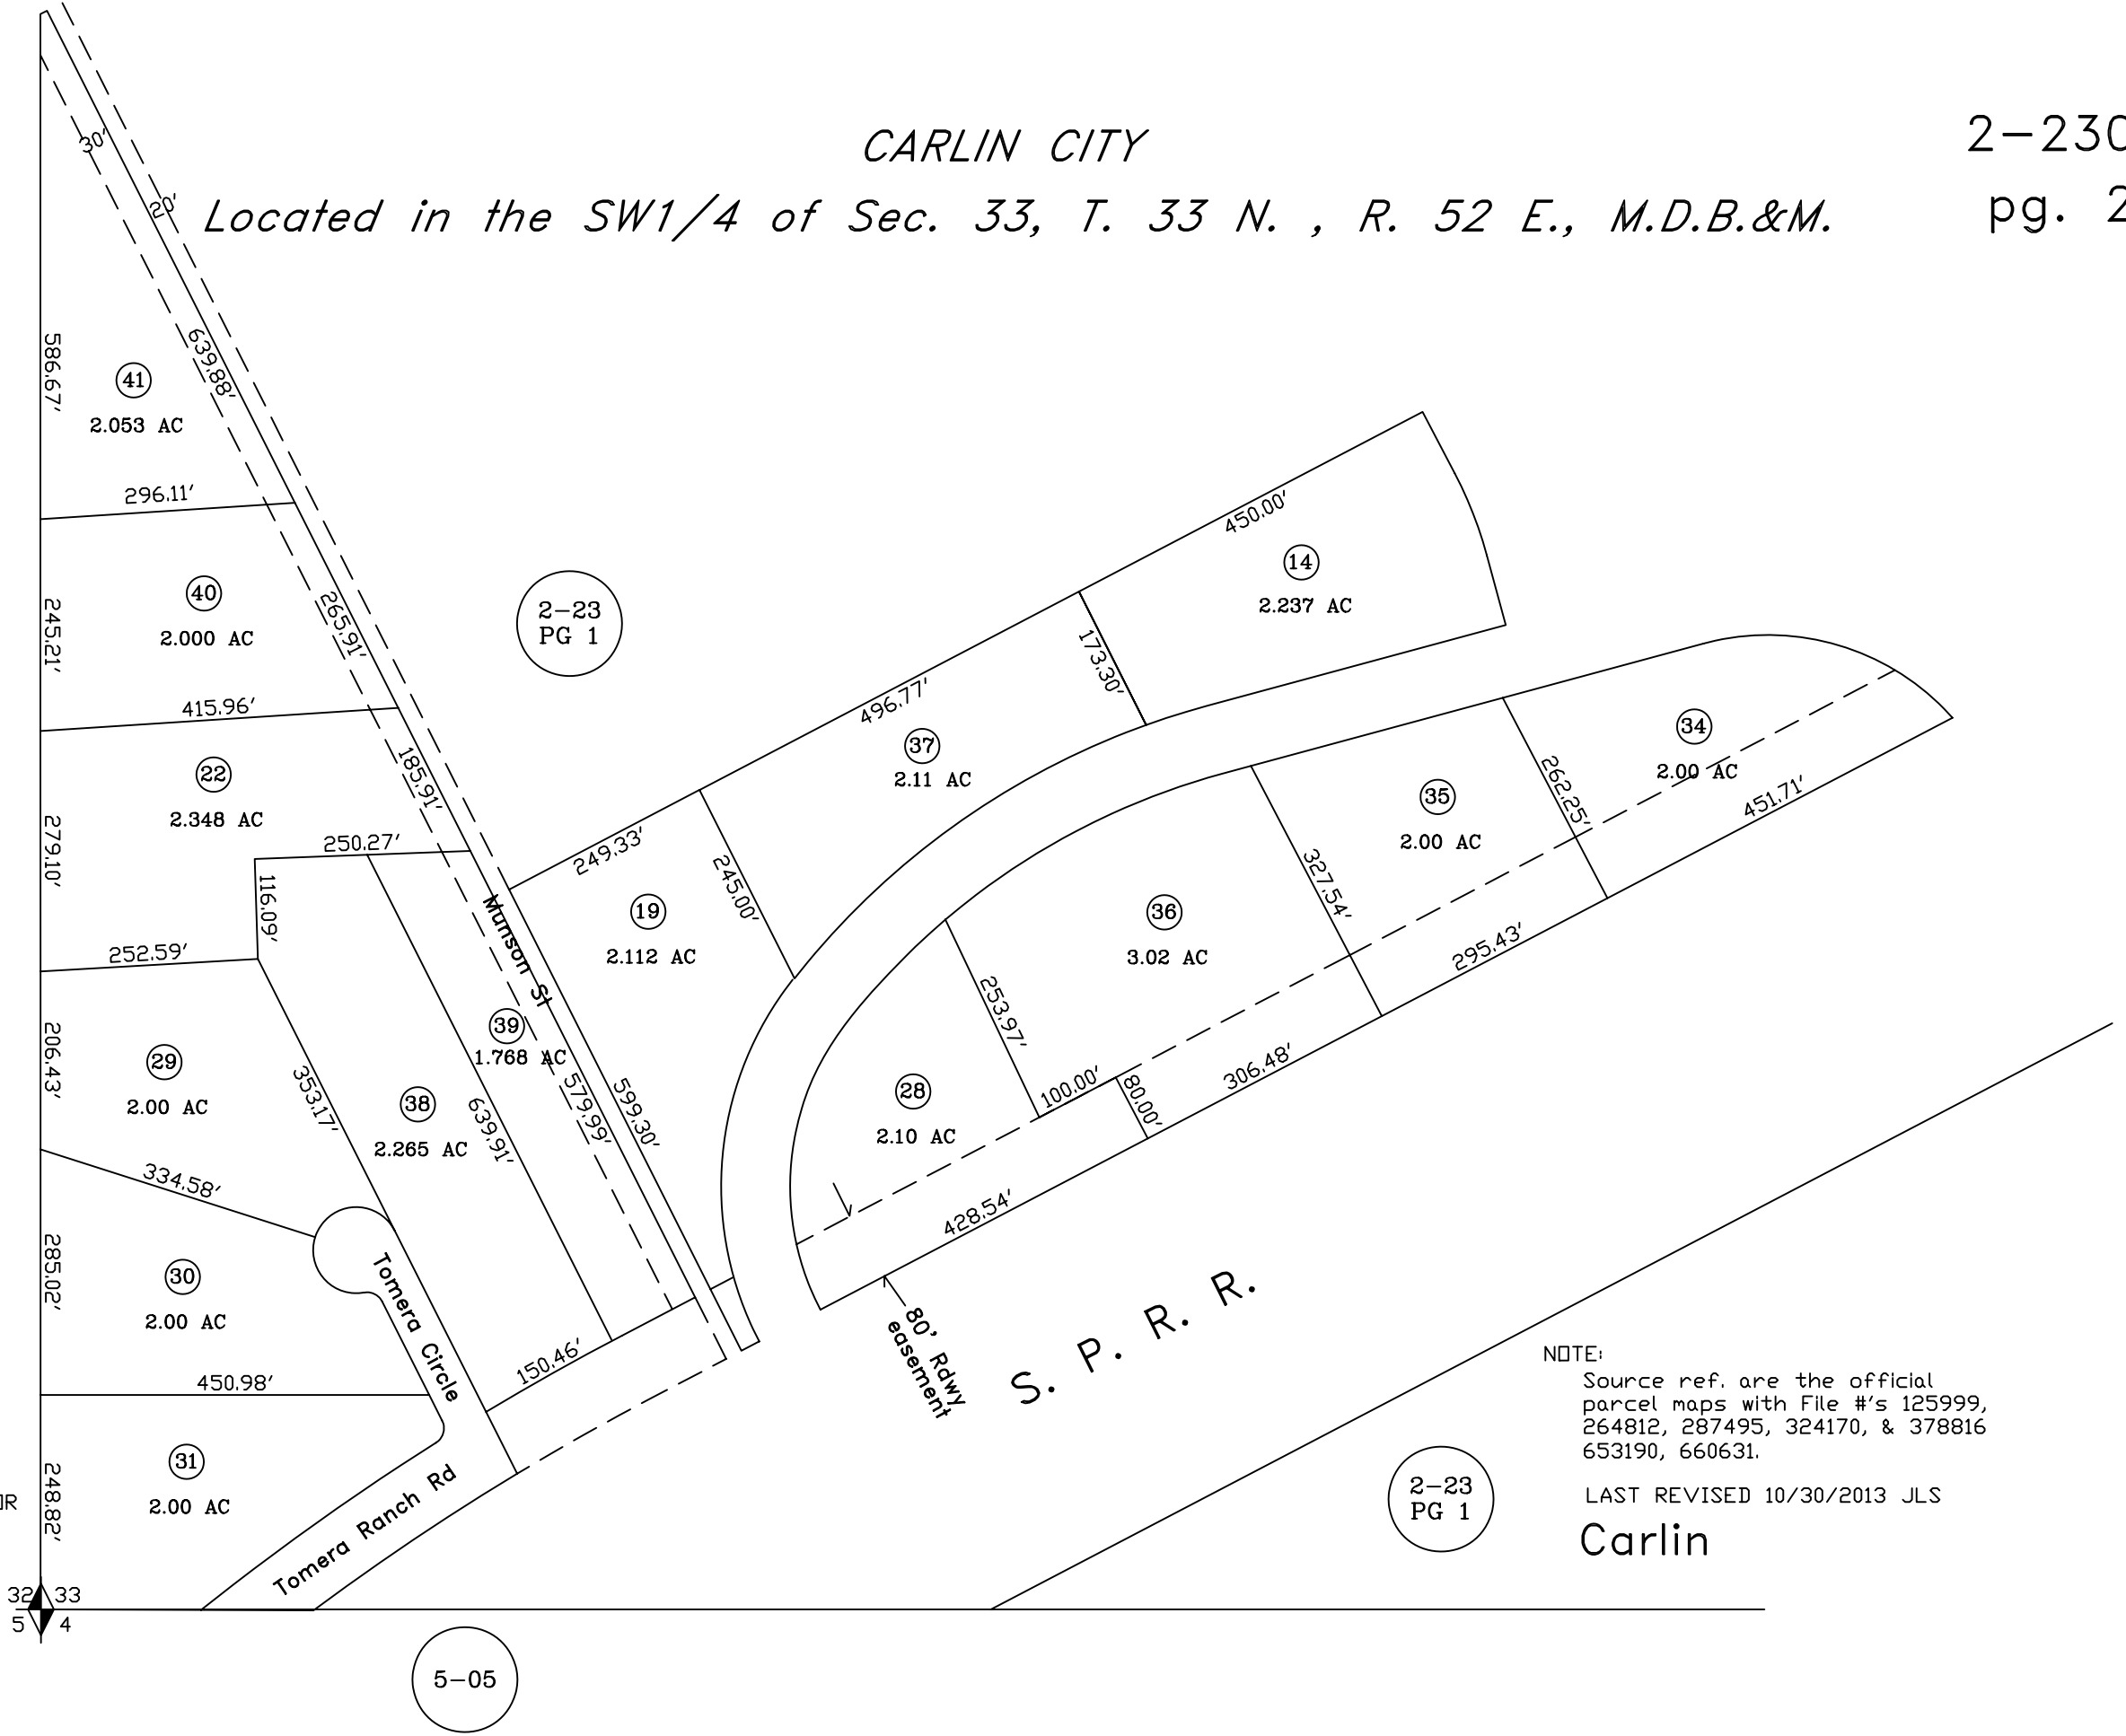 CARLIN CITY
Located in the SW1/4 of Sec. 33, T. 33 N. , R. 52 E., M.D.B.&M.
2-230
pg. 2
30'
20'
586.67'
639.88'
41
2.053 AC
296.11'
40
2.000 AC
245.21'
265.91'
415.96'
22
2.348 AC
279.10'
185.91'
250.27'
116.09'
252.59'
2-23
PG 1
450.00'
14
2.237 AC
173.30'
496.77'
37
2.11 AC
249.33'
245.00'
19
2.112 AC
Munson St
39
1.768 AC
579.99'
599.30'
29
2.00 AC
206.43'
353.17'
38
2.265 AC
639.91'
334.58'
30
2.00 AC
285.02'
Tomera Circle
450.98'
150.46'
31
2.00 AC
248.82'
Tomera Ranch Rd
34
2.00 AC
451.71'
262.25'
35
2.00 AC
295.43'
327.54'
36
3.02 AC
306.48'
253.97'
100.00'
80.00'
28
2.10 AC
428.54'
80' Rdwy
easement
S. P. R. R.
NOTE:
Source ref. are the official
parcel maps with File #'s 125999,
264812, 287495, 324170, & 378816
653190, 660631.
LAST REVISED 10/30/2013 JLS
Carlin
2-23
PG 1
32 33
5 4
5-05